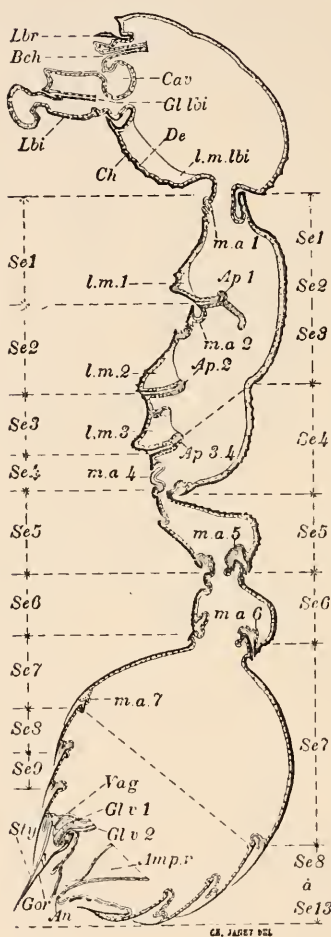 Lbr
Bch
Cav
Gl lbi
Lbi
De
Ch
l.m.lbi
m.a 1
Se1
Se1
Se2
Se3
Ap 1
l.m.1
m.a 2
Se2
Ap.2
l.m.2
Se3
l.m.3
Ap 3.4
Se4
Se4
m.a 4
Se5
m.a.5
Se5
Se6
m.a 6
Se6
Se7
m.a.7
Se7
Se8
Se9
Vag
Gl v 1
Sty
Gl v 2
Imp.v
Se8
à
Se13
Gor
An
CH. JANET DEL